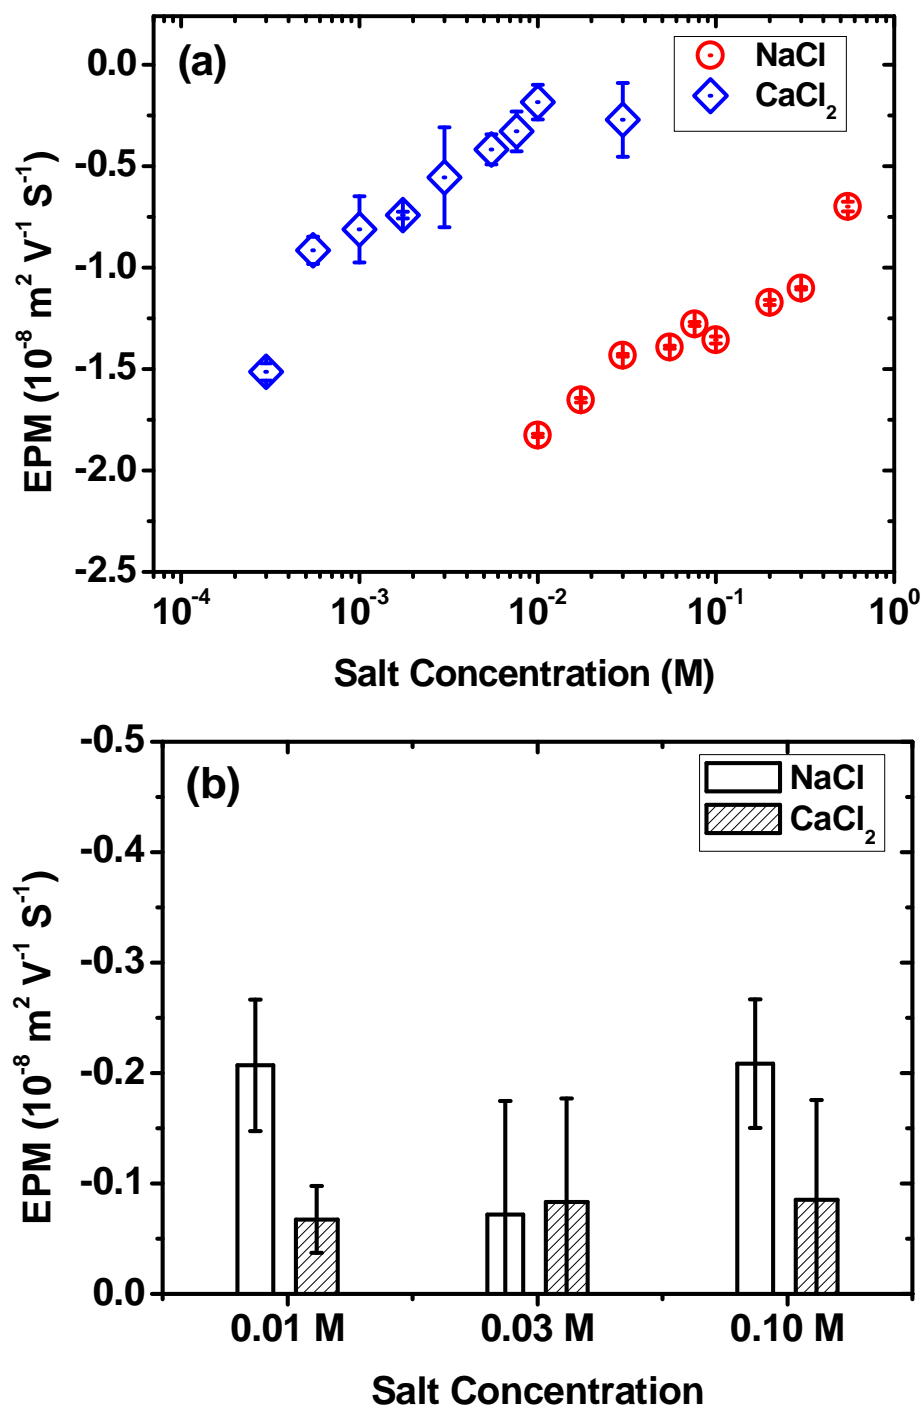 (a)
NaCl
CaCl₂
0.0
-0.5
-1.0
-1.5
-2.0
-2.5
EPM (10⁻⁸ m² V⁻¹ S⁻¹)
10⁻⁴ 10⁻³ 10⁻² 10⁻¹ 10⁰
Salt Concentration (M)
(b)
NaCl
CaCl₂
-0.5
-0.4
-0.3
-0.2
-0.1
0.0
EPM (10⁻⁸ m² V⁻¹ S⁻¹)
0.01 M 0.03 M 0.10 M
Salt Concentration